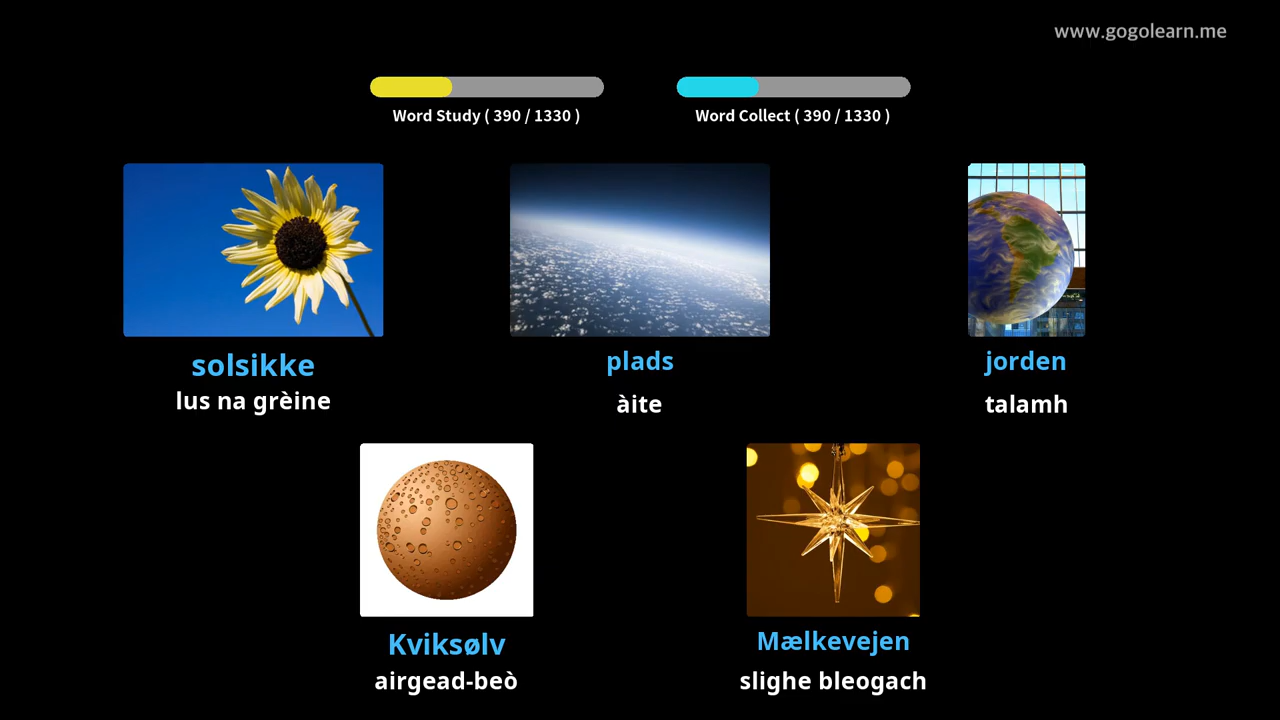 www.gogolearn.me
Word Study ( 390 / 1330 )
Word Collect ( 390 / 1330 )
solsikke
lus na grèine
plads
àite
jorden
talamh
Kviksølv
airgead-beò
Mælkevejen
slighe bleogach